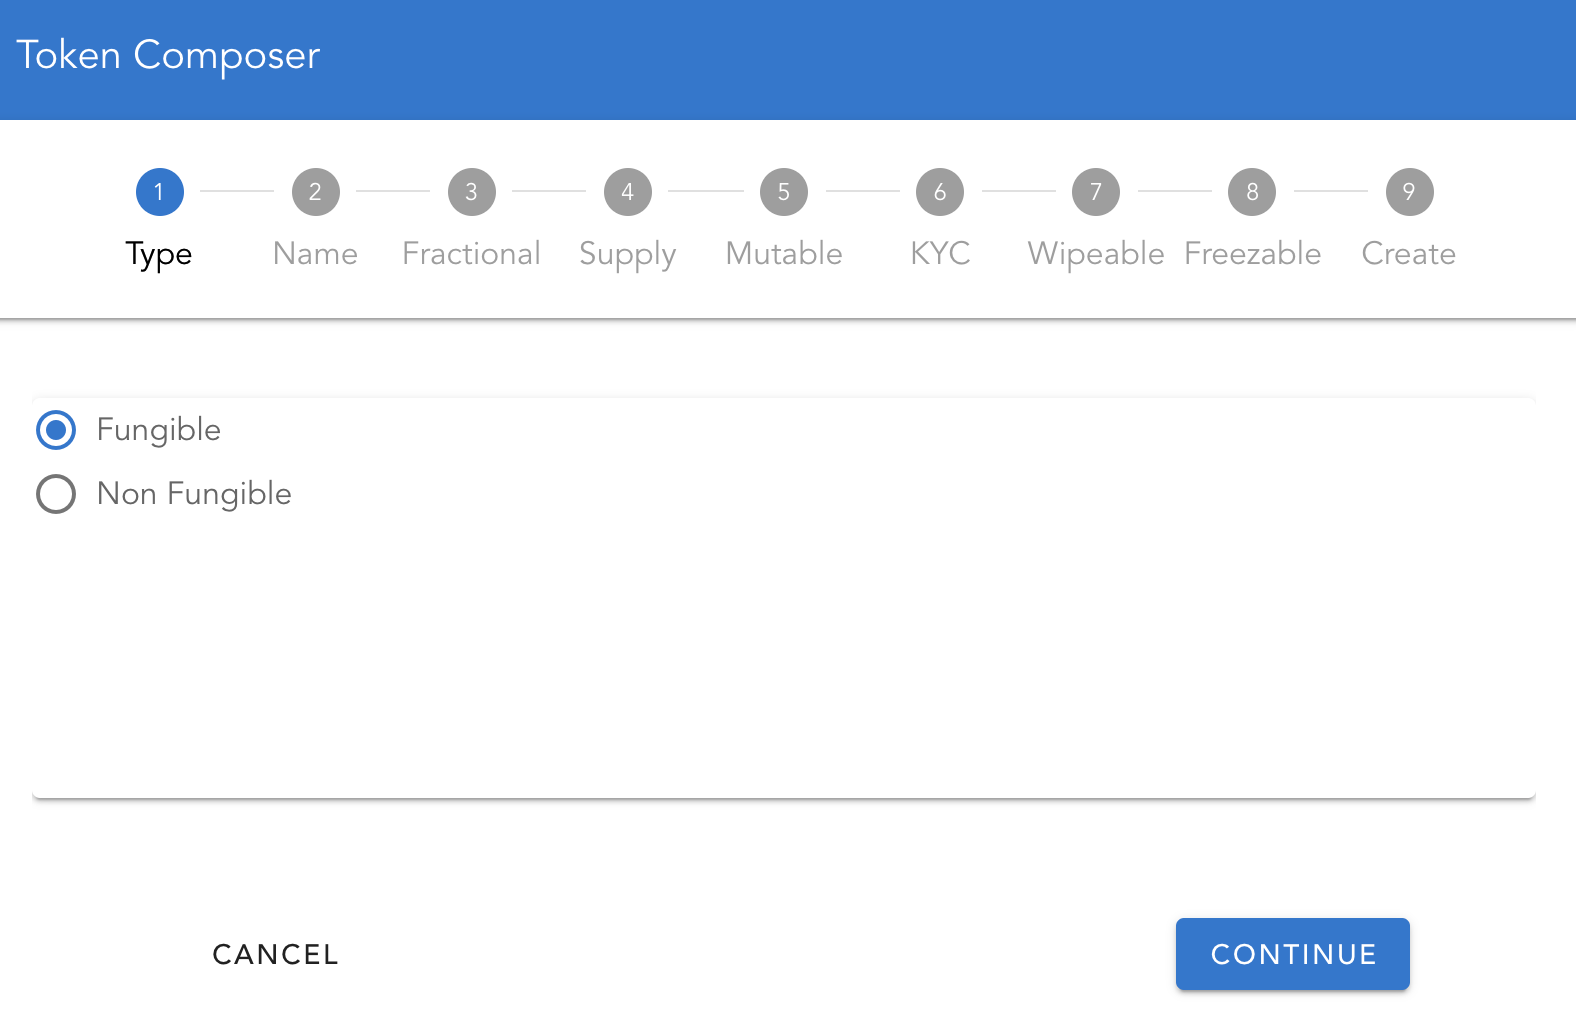 Token Composer
1 2 3 4 5 6 7 8 9
Type Name Fractional Supply Mutable KYC Wipeable Freezable Create
Fungible
Non Fungible
CANCEL CONTINUE